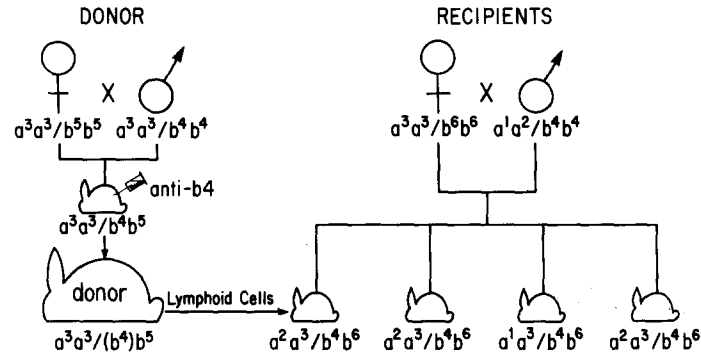 DONOR
RECIPIENTS
X
X
a³a³/b⁵b⁵ a³a³/b⁴b⁴
a³a³/b⁶b⁶ a¹a²/b⁴b⁴
anti-b4
a³a³/b⁴b⁵
donor
Lymphoid Cells
a³a³/(b⁴)b⁵
a²a³/b⁴b⁶ a²a³/b⁴b⁶ a¹a³/b⁴b⁶ a²a³/b⁴b⁶